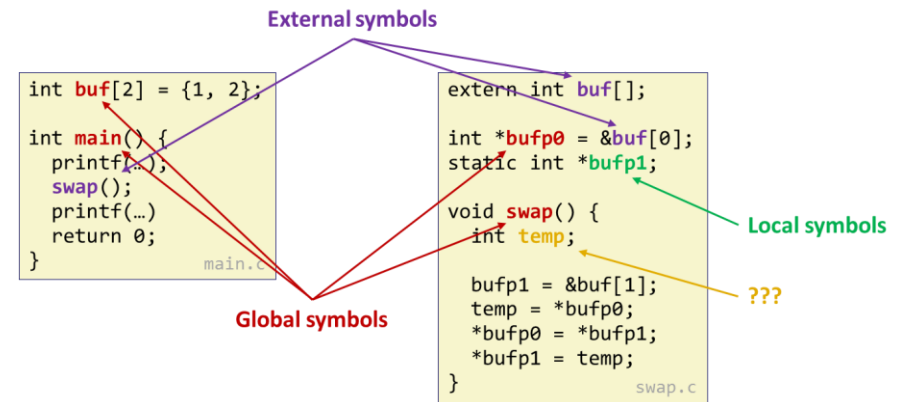 External symbols
int buf[2] = {1, 2};
int main() {
printf(…);
swap();
printf(…)
return 0;
}
main.c
Global symbols
extern int buf[];
int *bufp0 = &buf[0];
static int *bufp1;
void swap() {
int temp;
bufp1 = &buf[1];
temp = *bufp0;
*bufp0 = *bufp1;
*bufp1 = temp;
}
swap.c
Local symbols
???